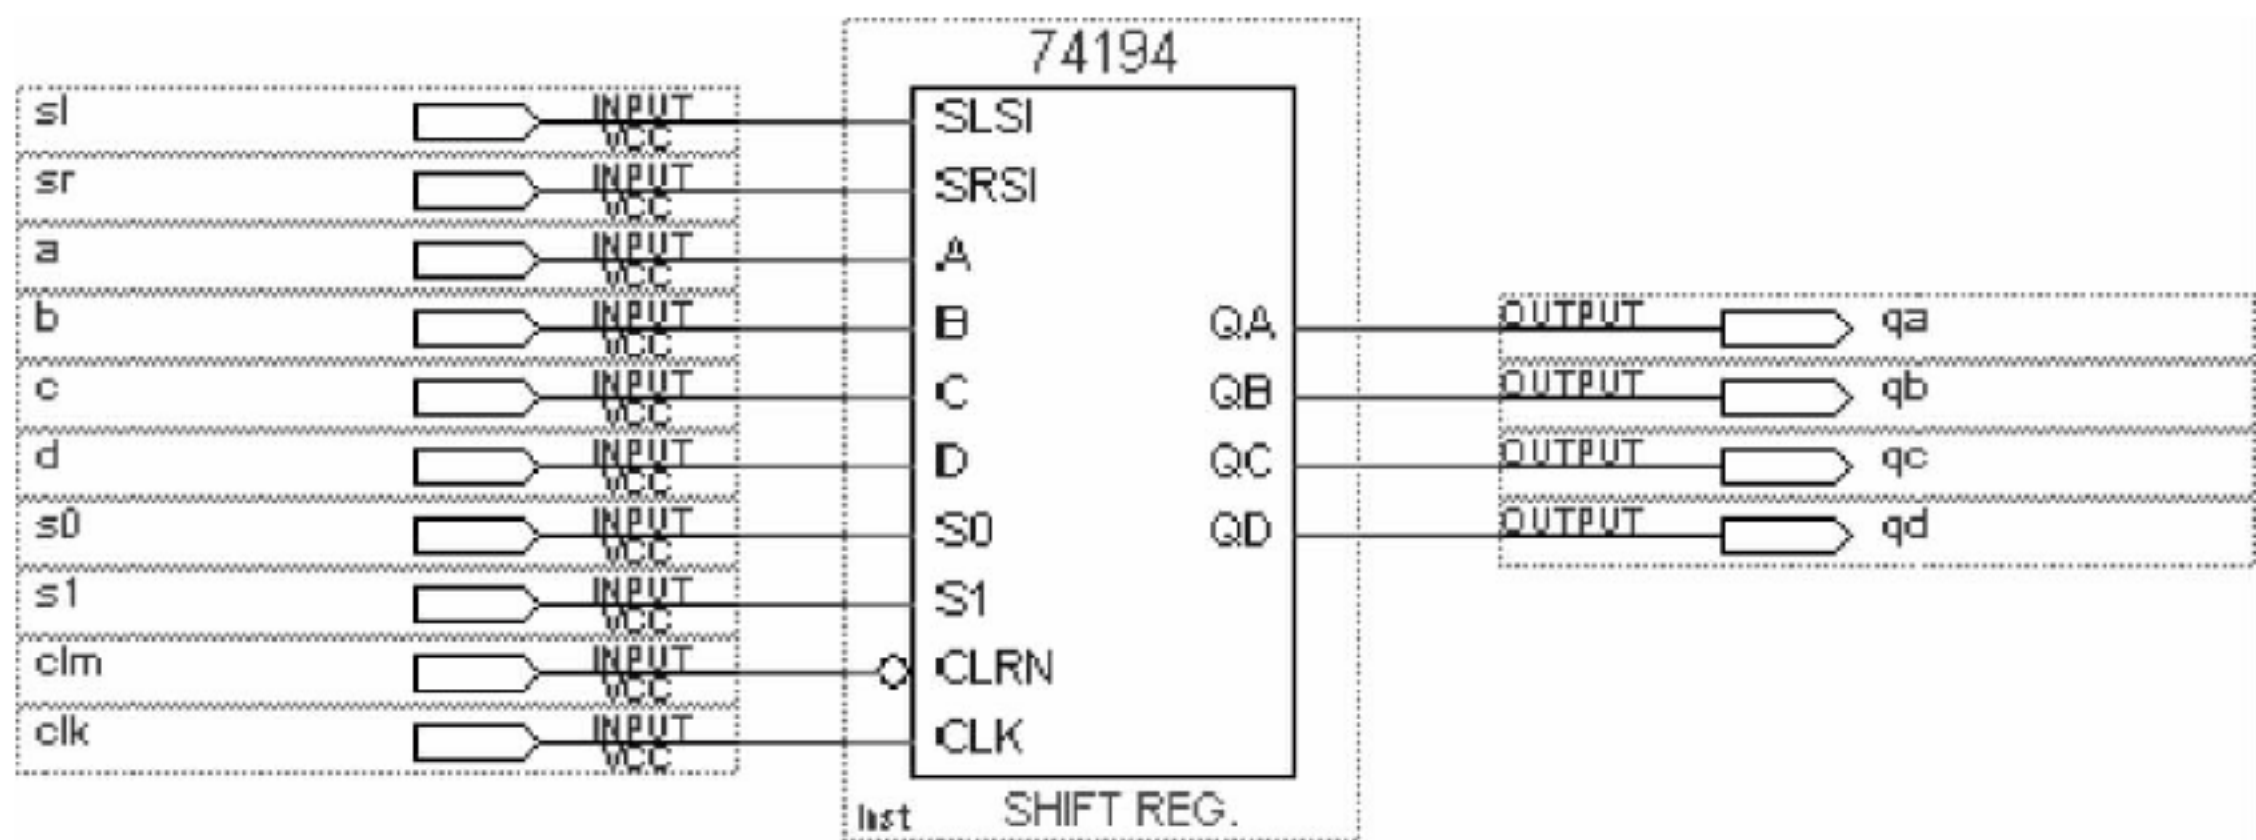 74194
sl INPUT VCC SLSI
sr INPUT VCC SRSI
a INPUT VCC A
b INPUT VCC B QA OUTPUT qa
c INPUT VCC C QB OUTPUT qb
d INPUT VCC D QC OUTPUT qc
s0 INPUT VCC S0 QD OUTPUT qd
s1 INPUT VCC S1
clrn INPUT VCC CLRN
clk INPUT VCC CLK
inst SHIFT REG.